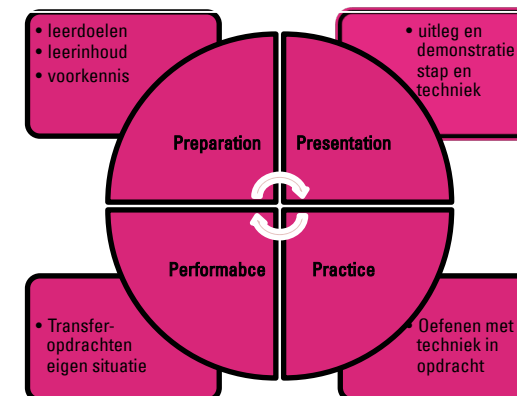 • leerdoelen
• leerinhoud
• voorkennis
• uitleg en
demonstratie
stap en
techniek
Preparation
Presentation
Performabce
Practice
• Transfer-
opdrachten
eigen situatie
• Oefenen met
techniek in
opdracht